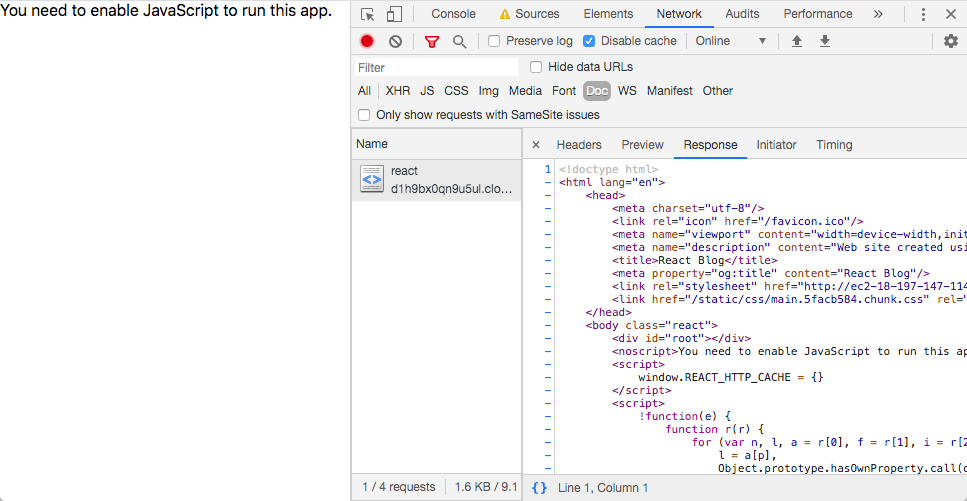 You need to enable JavaScript to run this app.
Console Sources Elements Network Audits Performance »
Preserve log Disable cache Online
Filter Hide data URLs
All XHR JS CSS Img Media Font Doc WS Manifest Other
Only show requests with SameSite issues
Name
react
d1h9bx0qn9u5ul.clo...
1 / 4 requests 1.6 KB / 9.1
× Headers Preview Response Initiator Timing
1 <!doctype html>
- <html lang="en">
- <head>
- <meta charset="utf-8"/>
- <link rel="icon" href="/favicon.ico"/>
- <meta name="viewport" content="width=device-width,init
- <meta name="description" content="Web site created usi
- <title>React Blog</title>
- <meta property="og:title" content="React Blog"/>
- <link rel="stylesheet" href="http://ec2-18-197-147-114
- <link href="/static/css/main.5facb584.chunk.css" rel="
- </head>
- <body class="react">
- <div id="root"></div>
- <noscript>You need to enable JavaScript to run this ap
- <script>
- window.REACT_HTTP_CACHE = {}
- </script>
- <script>
- !function(e) {
- function r(r) {
- for (var n, l, a = r[0], f = r[1], i = r[2
- l = a[p],
- Object.prototype.hasOwnProperty.call(o
{ } Line 1, Column 1